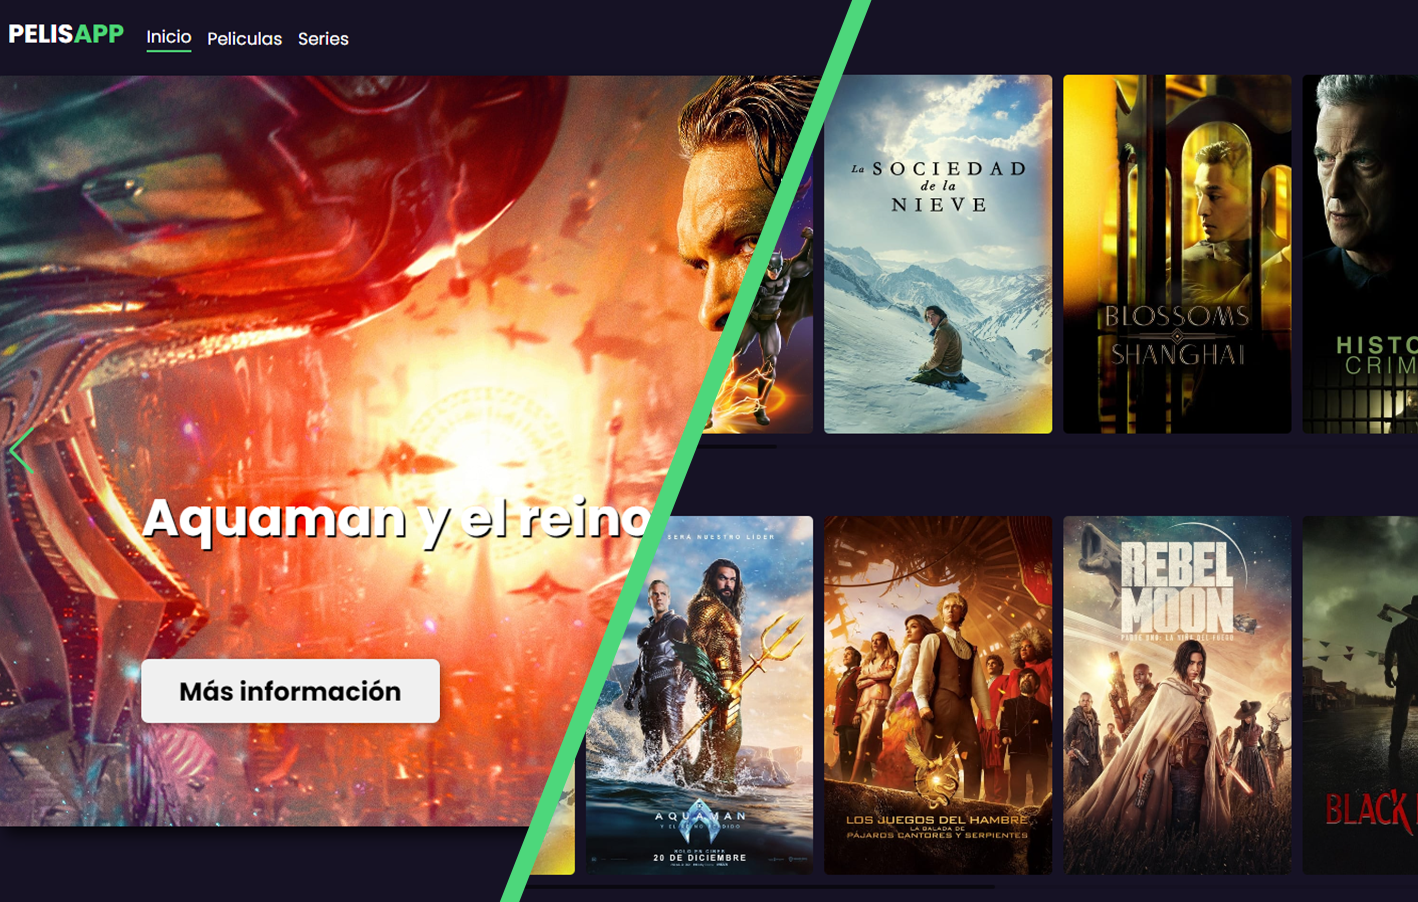 PELISAPP
Inicio
Peliculas
Series
Aquaman y el reino
Más información
La SOCIEDAD
de la
NIEVE
BLOSSOMS
SHANGHAI
HISTO
CRIM
SERÁ NUESTRO LÍDER
AQUAMAN
Y EL REINO PERDIDO
SOLO EN CINES
20 DE DICIEMBRE
LOS JUEGOS DEL HAMBRE
LA BALADA DE
PÁJAROS CANTORES Y SERPIENTES
REBEL
MOON
PARTE UNO: LA NIÑA DEL FUEGO
BLACK